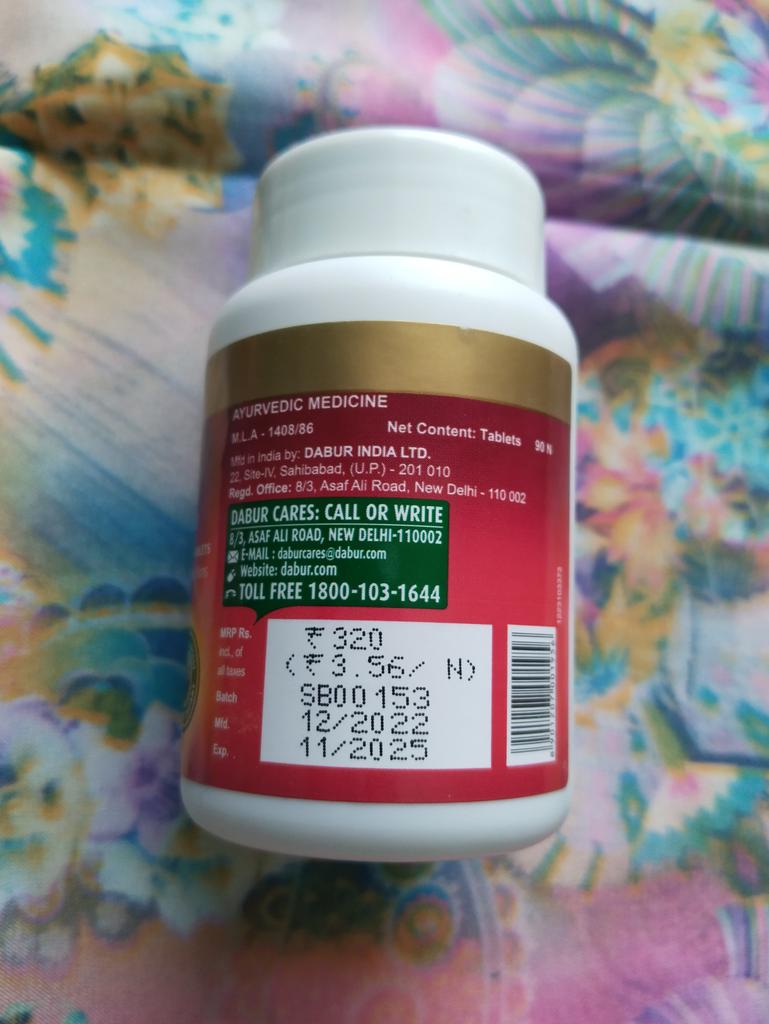 AYURVEDIC MEDICINE
M.L.A - 1408/86
Net Content: Tablets 90 N
Mfd in India by: DABUR INDIA LTD.
22, Site-IV, Sahibabad, (U.P.) - 201 010
Regd. Office: 8/3, Asaf Ali Road, New Delhi - 110 002
DABUR CARES: CALL OR WRITE
8/3, ASAF ALI ROAD, NEW DELHI-110002
E-MAIL : daburcares@dabur.com
Website: dabur.com
TOLL FREE 1800-103-1644
MRP Rs. ₹ 320
incl., of (₹ 3.56/ N)
all taxes
Batch SB00153
Mfd. 12/2022
Exp. 11/2025